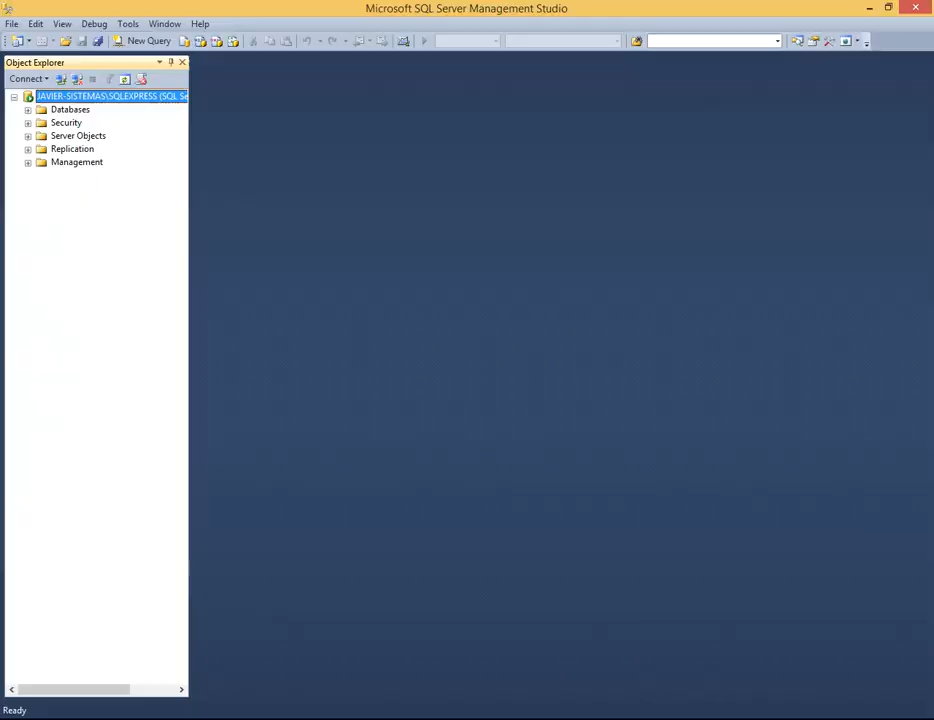 Microsoft SQL Server Management Studio
File Edit View Debug Tools Window Help
New Query
Object Explorer
Connect
JAVIER-SISTEMAS\SQLEXPRESS (SQL Se
Databases
Security
Server Objects
Replication
Management
Ready